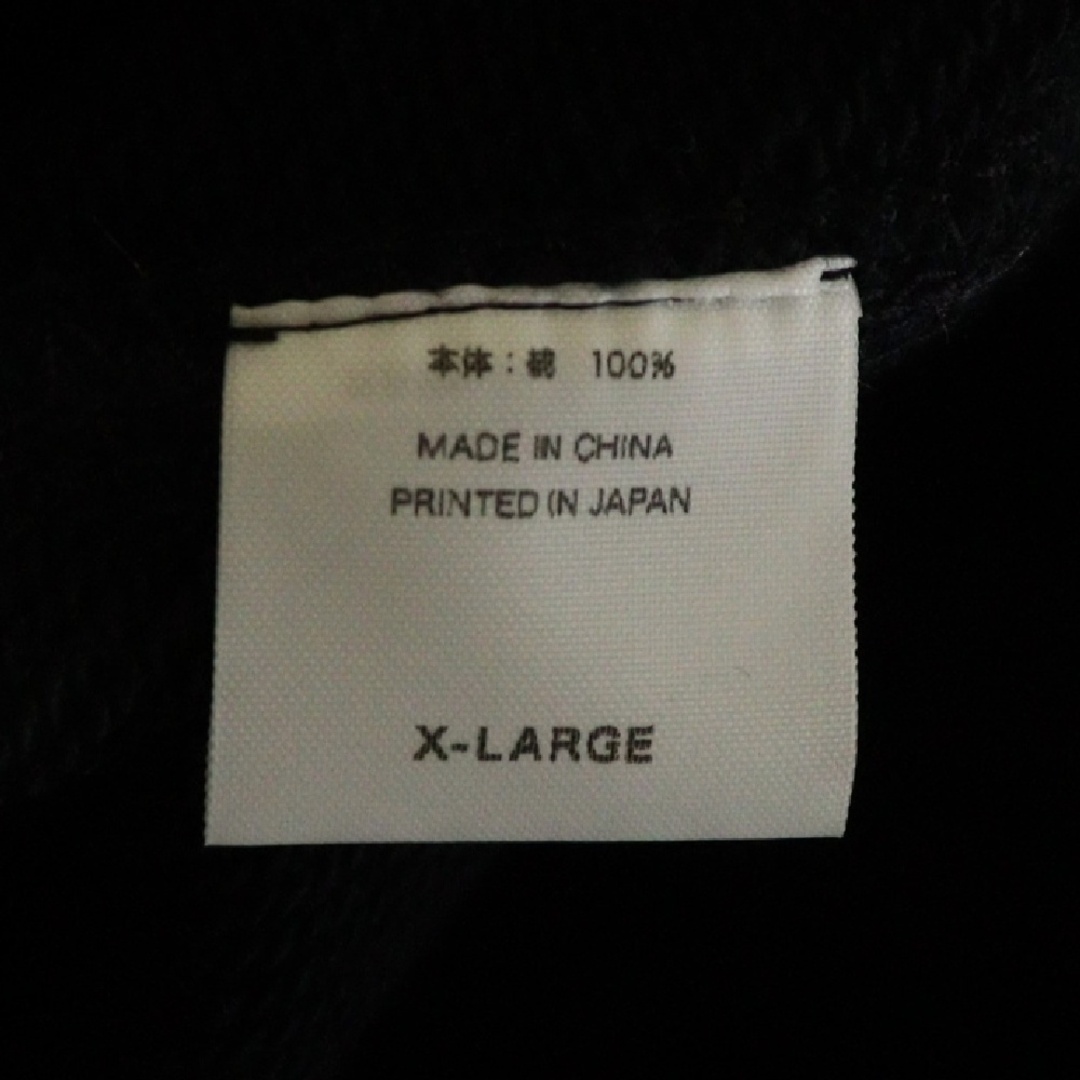 本体：綿 100%
MADE IN CHINA
PRINTED IN JAPAN
X-LARGE